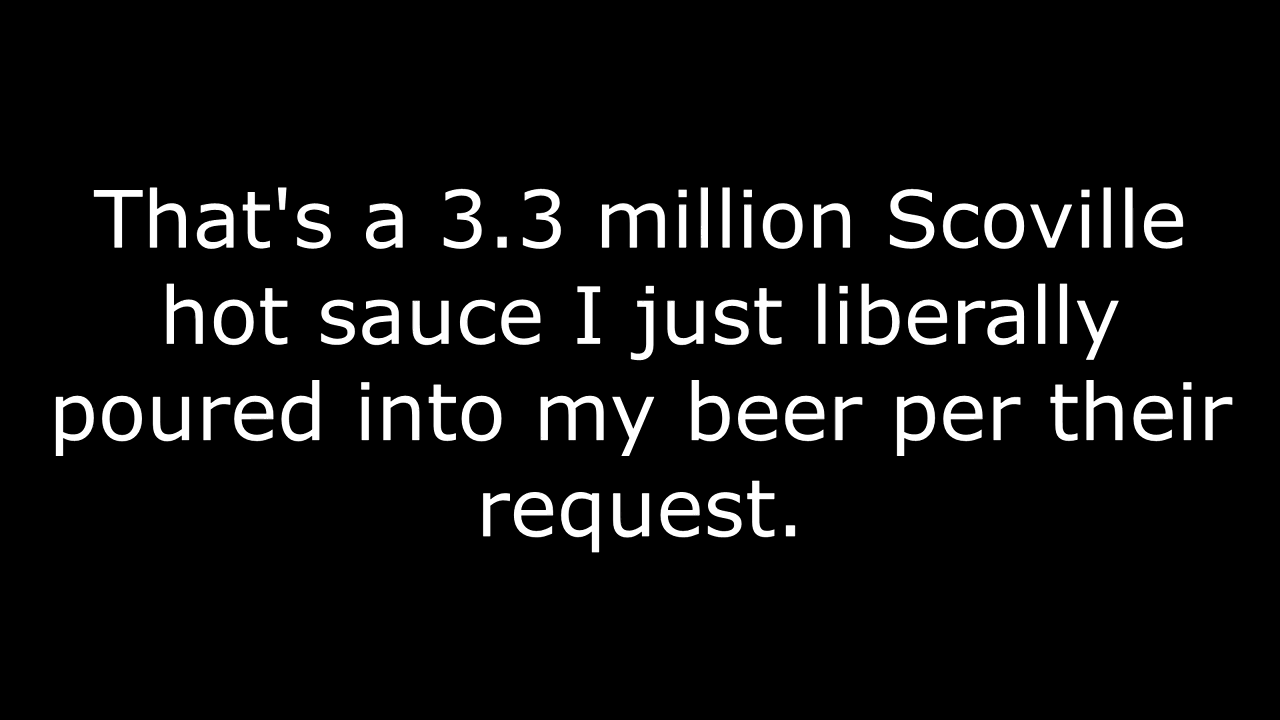 That's a 3.3 million Scoville
hot sauce I just liberally
poured into my beer per their
request.